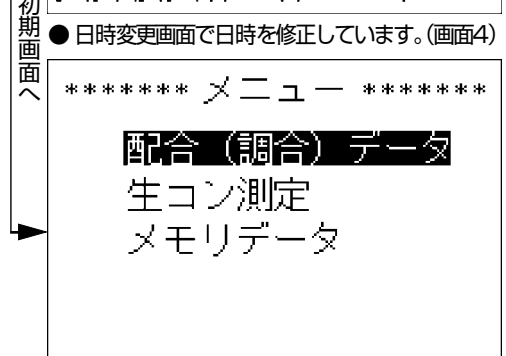 初期画面へ
● 日時変更画面で日時を修正しています。(画面4)
******* メニュー *******
配合（調合）データ
生コン測定
メモリデータ